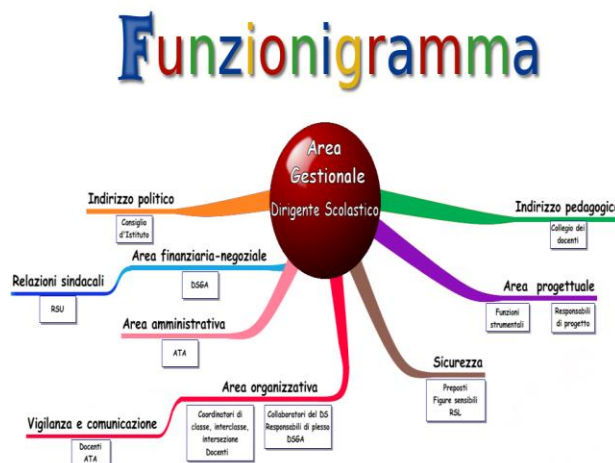 Funzionigramma
Area
Gestionale
Dirigente Scolastico
Indirizzo politico
Consiglio
d'Istituto
Indirizzo pedagogico
Collegio dei
docenti
Area finanziaria-negoziale
DSGA
Relazioni sindacali
RSU
Area progettuale
Funzioni
strumentali
Responsabili
di progetto
Area amministrativa
ATA
Sicurezza
Preposti
Figure sensibili
RSL
Area organizzativa
Coordinatori di
classe, interclasse,
intersezione
Docenti
Collaboratori del DS
Responsabili di plesso
DSGA
Vigilanza e comunicazione
Docenti
ATA